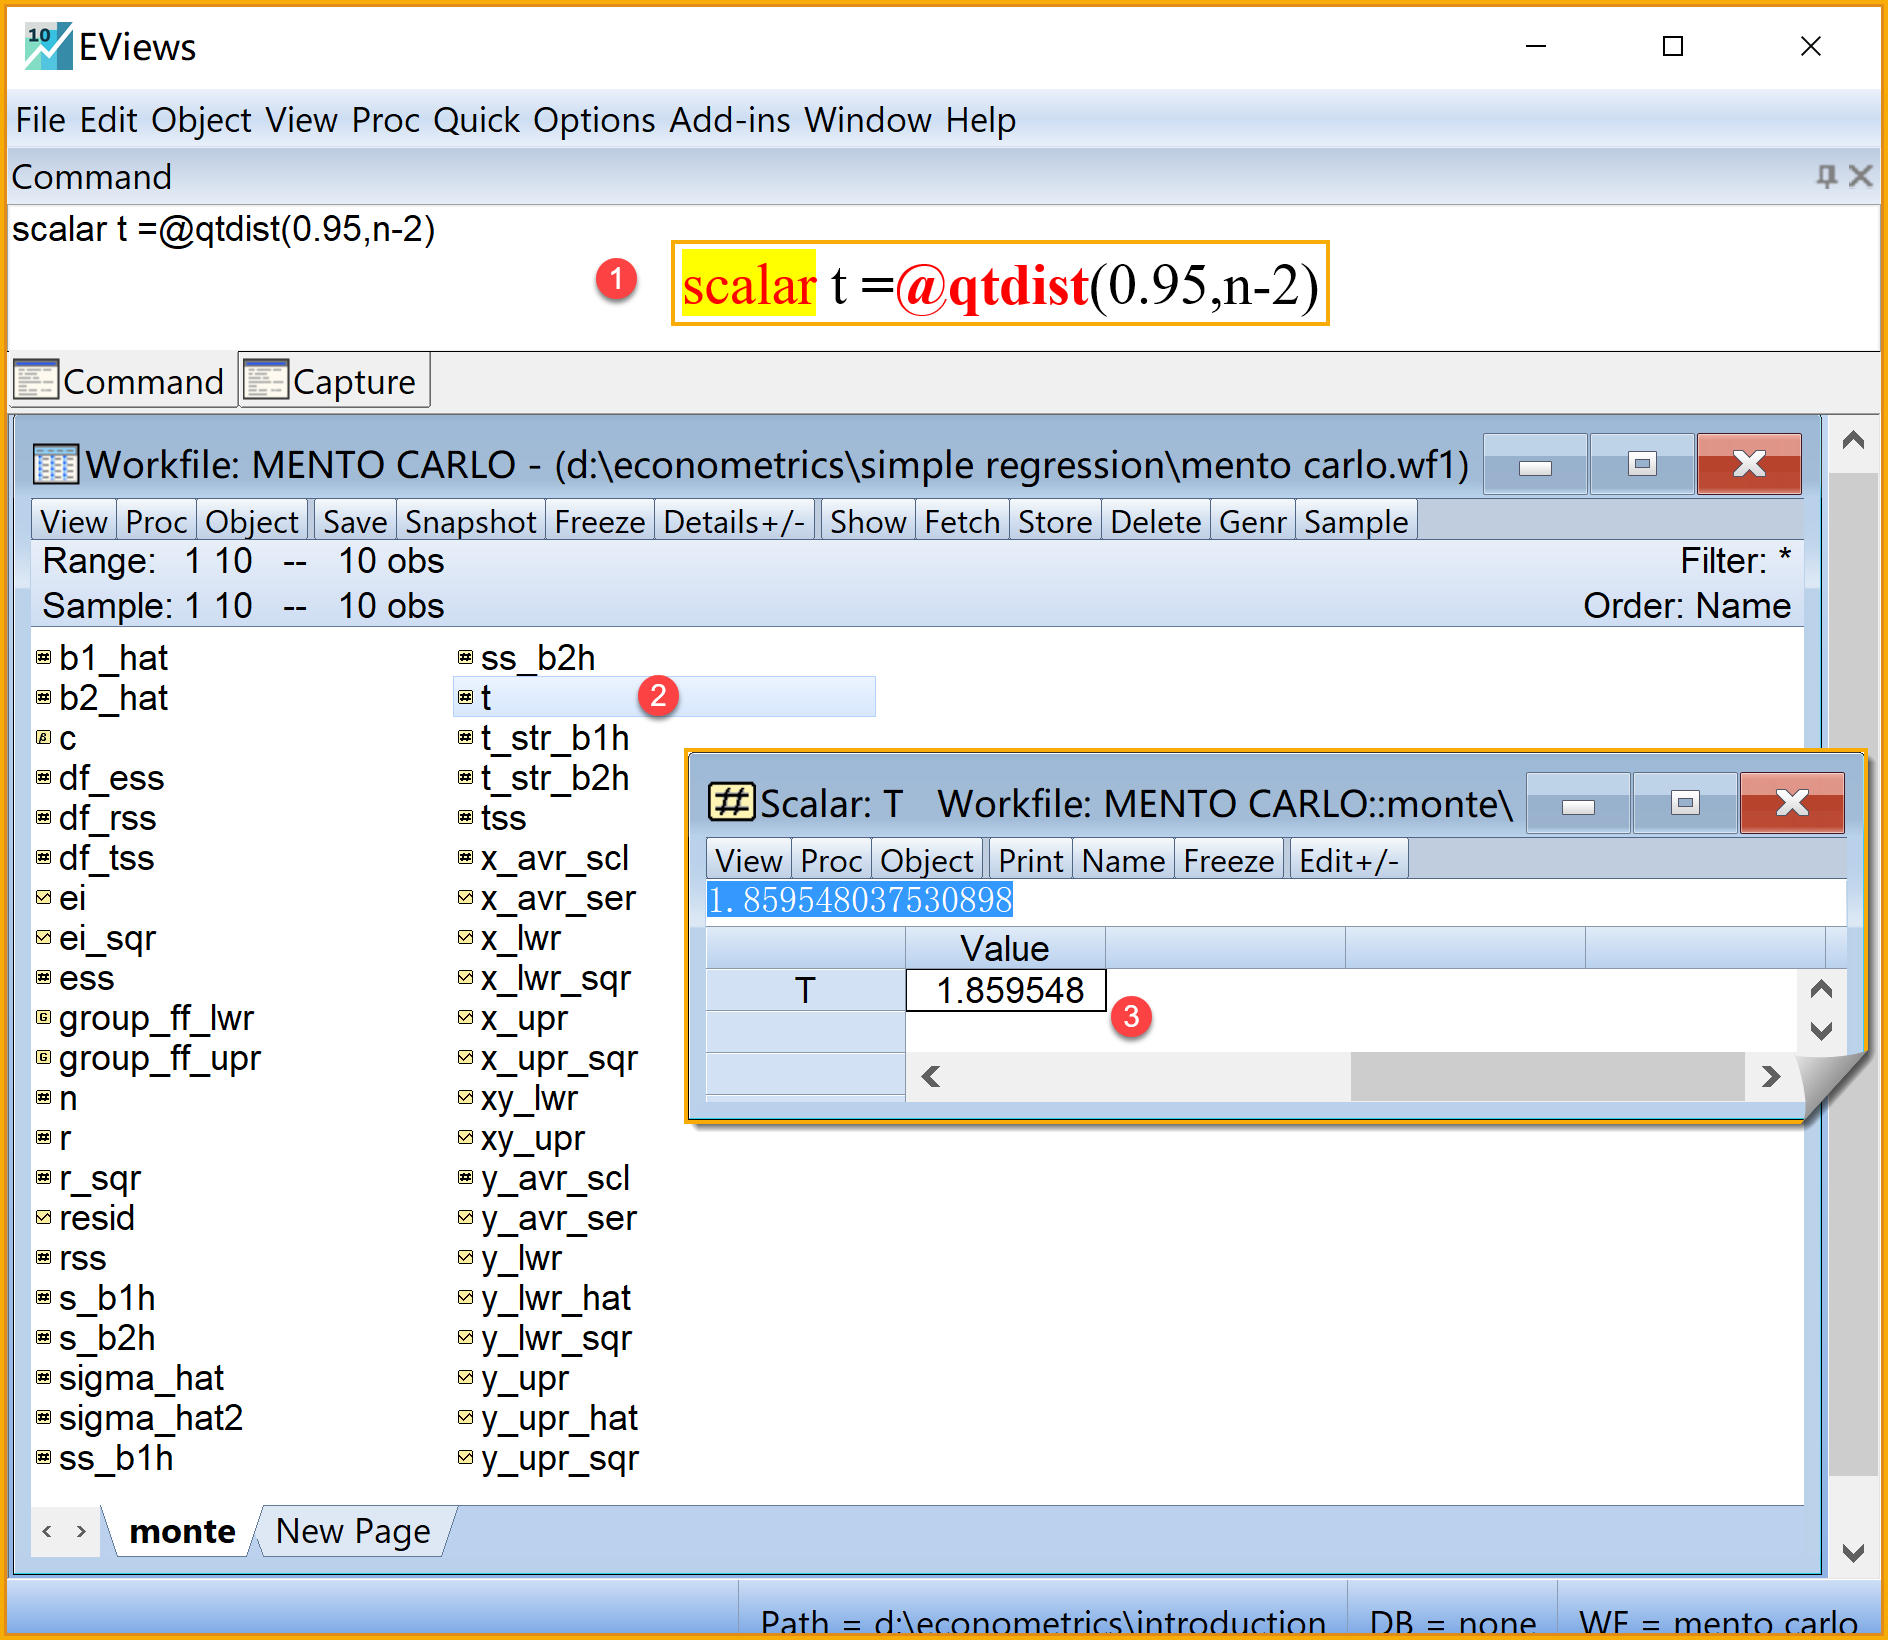 10 EViews
File Edit Object View Proc Quick Options Add-ins Window Help
Command
scalar t =@qtdist(0.95,n-2)
1 scalar t =@qtdist(0.95,n-2)
Command Capture
Workfile: MENTO CARLO - (d:\econometrics\simple regression\mento carlo.wf1)
View Proc Object Save Snapshot Freeze Details+/- Show Fetch Store Delete Genr Sample
Range: 1 10 -- 10 obs Filter: *
Sample: 1 10 -- 10 obs Order: Name
b1_hat
b2_hat
c
df_ess
df_rss
df_tss
ei
ei_sqr
ess
group_ff_lwr
group_ff_upr
n
r
r_sqr
resid
rss
s_b1h
s_b2h
sigma_hat
sigma_hat2
ss_b1h
ss_b2h
t 2
t_str_b1h
t_str_b2h
tss
x_avr_scl
x_avr_ser
x_lwr
x_lwr_sqr
x_upr
x_upr_sqr
xy_lwr
xy_upr
y_avr_scl
y_avr_ser
y_lwr
y_lwr_hat
y_lwr_sqr
y_upr
y_upr_hat
y_upr_sqr
Scalar: T Workfile: MENTO CARLO::monte\
View Proc Object Print Name Freeze Edit+/-
1.859548037530898
Value
T 1.859548
3
monte New Page
Path = d:\econometrics\introduction DB = none WF = mento carlo